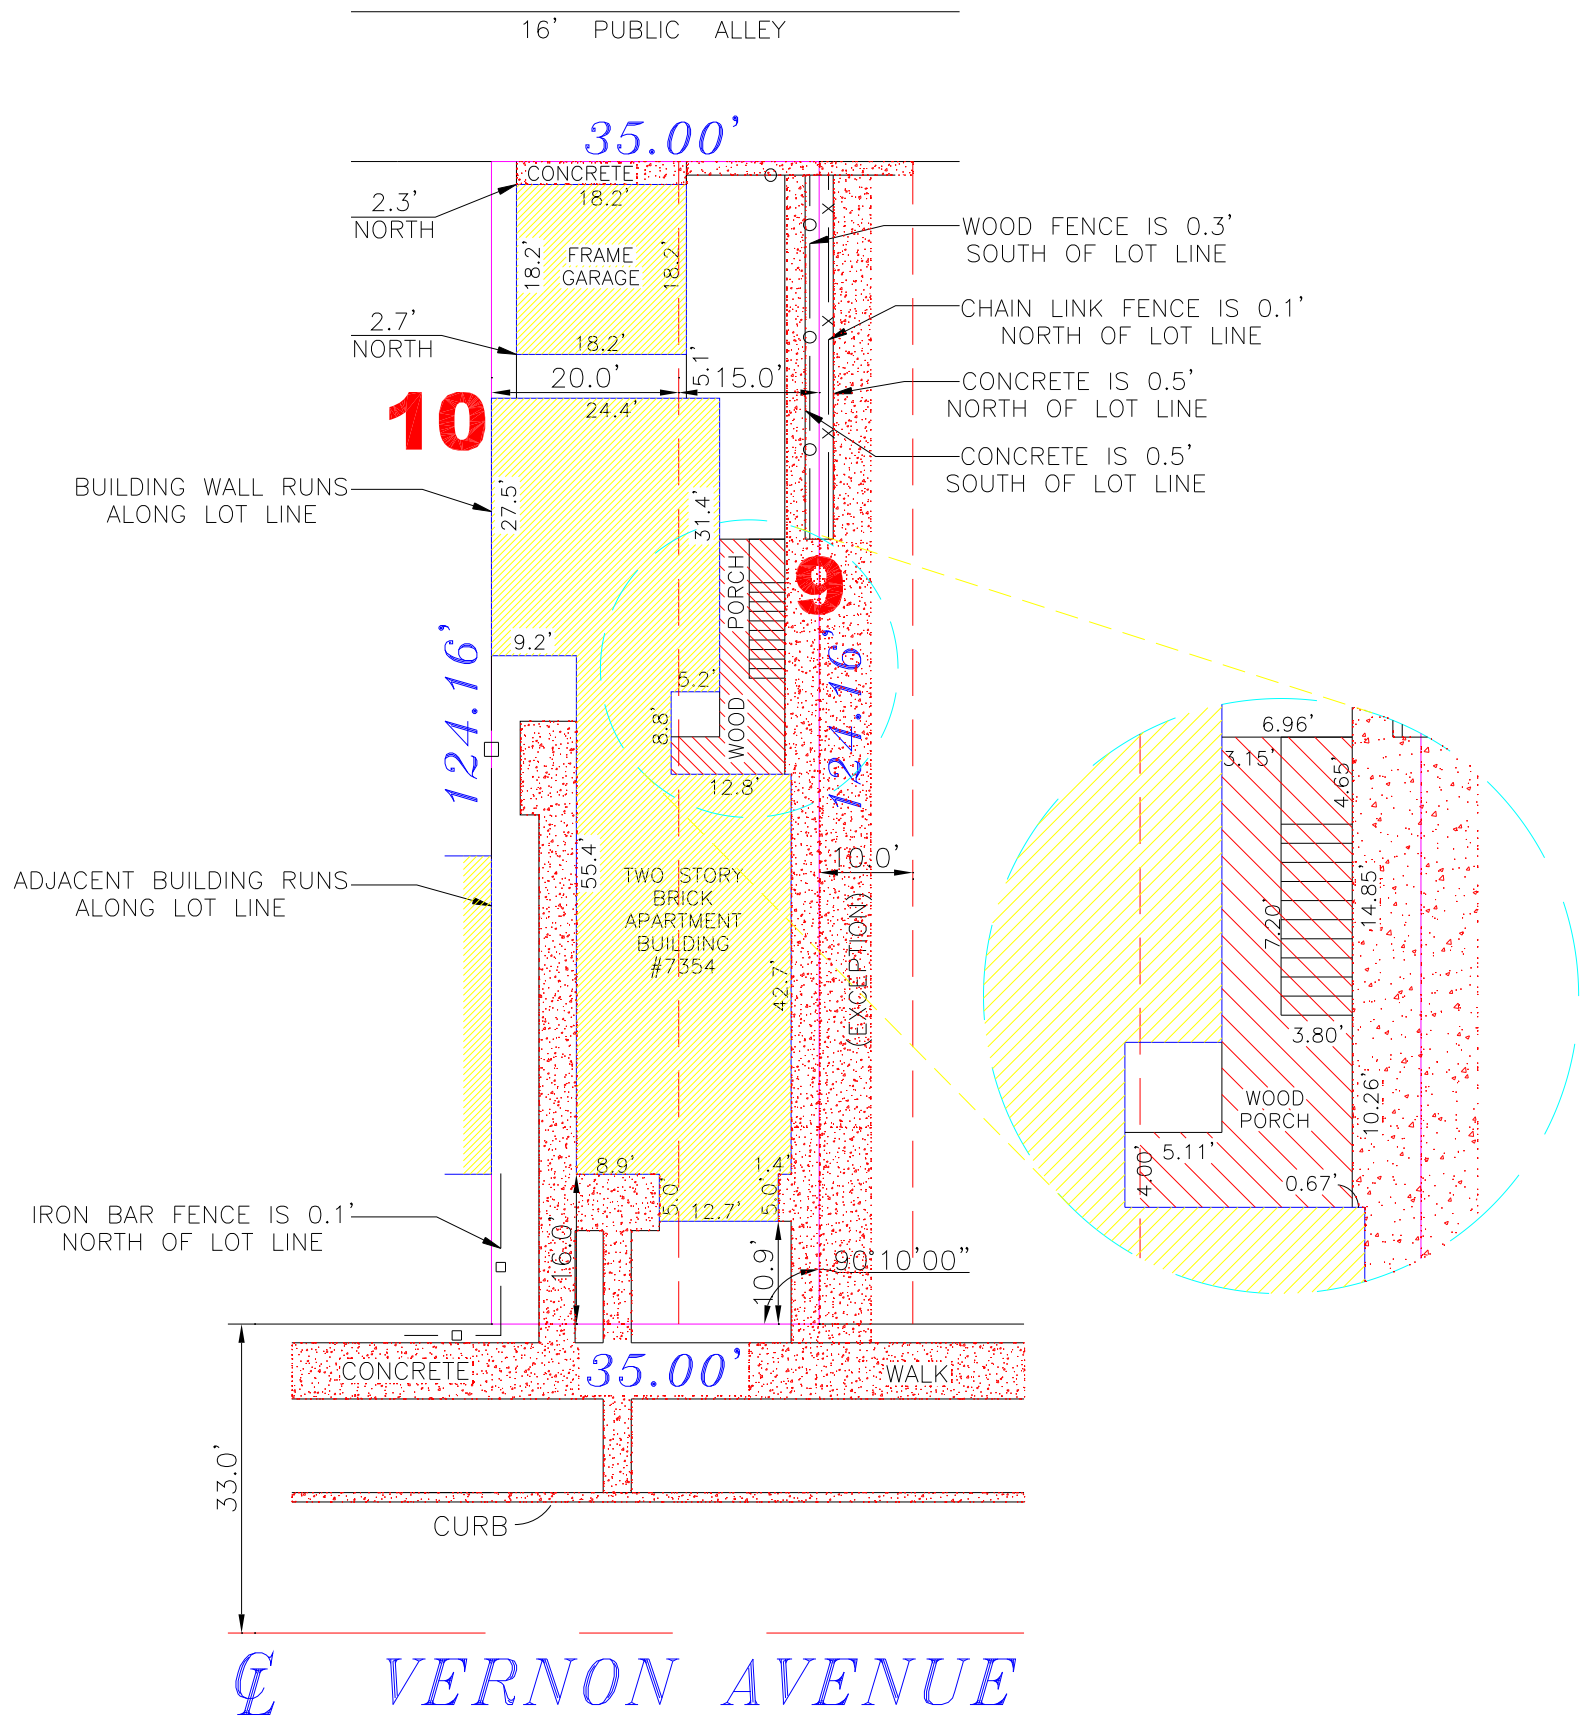 16' PUBLIC ALLEY
35.00'
CONCRETE
18.2'
2.3'
NORTH
18.2'
FRAME
GARAGE
18.2'
WOOD FENCE IS 0.3'
SOUTH OF LOT LINE
2.7'
NORTH
18.2'
CHAIN LINK FENCE IS 0.1'
NORTH OF LOT LINE
5.1'
20.0'
15.0'
CONCRETE IS 0.5'
NORTH OF LOT LINE
10
24.4'
CONCRETE IS 0.5'
SOUTH OF LOT LINE
BUILDING WALL RUNS
ALONG LOT LINE
27.5'
31.4'
WOOD PORCH
9
124.16'
9.2'
5.2'
8.8'
12.8'
124.16'
6.96'
3.15'
4.65'
14.85'
7.20'
3.80'
WOOD
PORCH
10.26'
5.11'
4.00'
0.67'
ADJACENT BUILDING RUNS
ALONG LOT LINE
55.4'
TWO STORY
BRICK
APARTMENT
BUILDING
#7354
42.7'
10.0'
(EXCEPTION)
8.9'
1.4'
5.0'
12.7'
5.0'
IRON BAR FENCE IS 0.1'
NORTH OF LOT LINE
16.0'
10.9'
90°10'00"
CONCRETE
35.00'
WALK
33.0'
CURB
℄ VERNON AVENUE